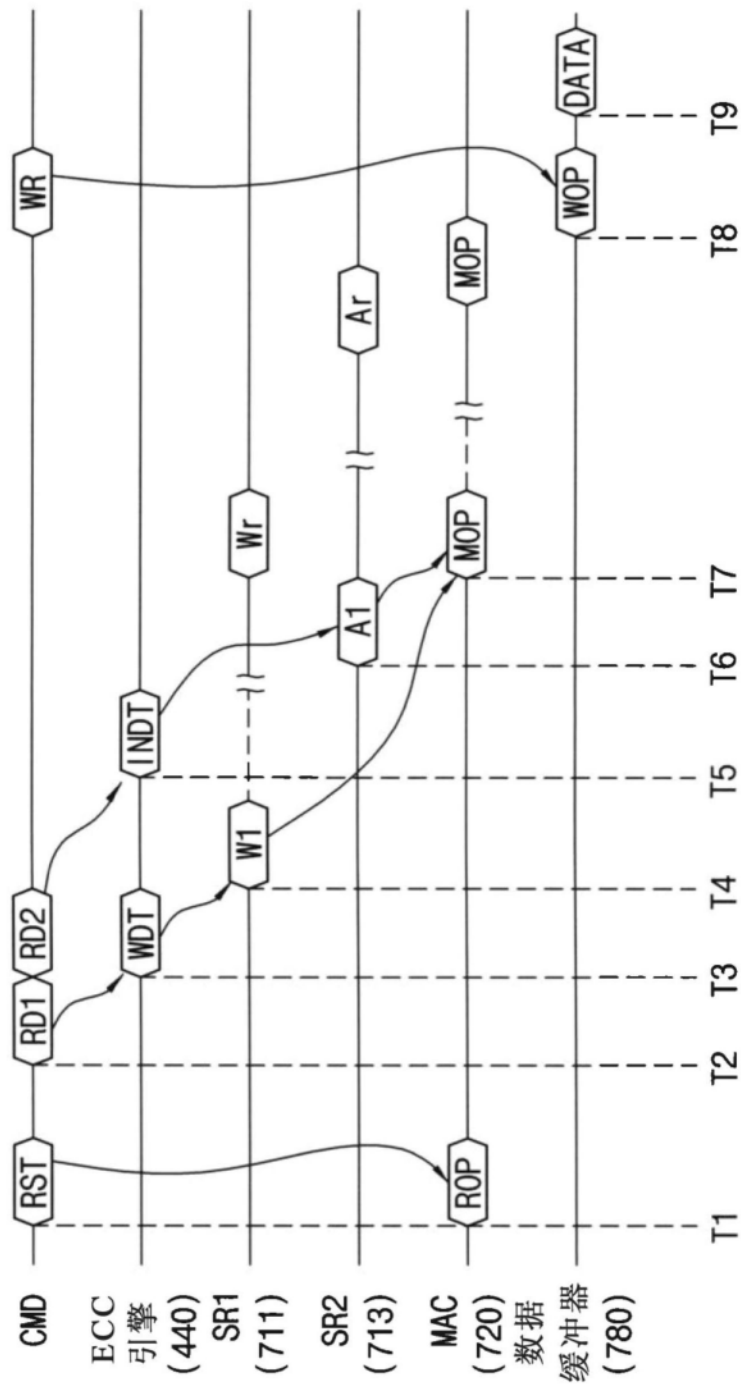 CMD
RST
RD1
RD2
WR
ECC
引擎
(440)
WDT
INDT
SR1
(711)
W1
Wr
SR2
(713)
A1
Ar
MAC
(720)
ROP
MOP
MOP
数据
缓冲器
(780)
WOP
DATA
T1
T2
T3
T4
T5
T6
T7
T8
T9